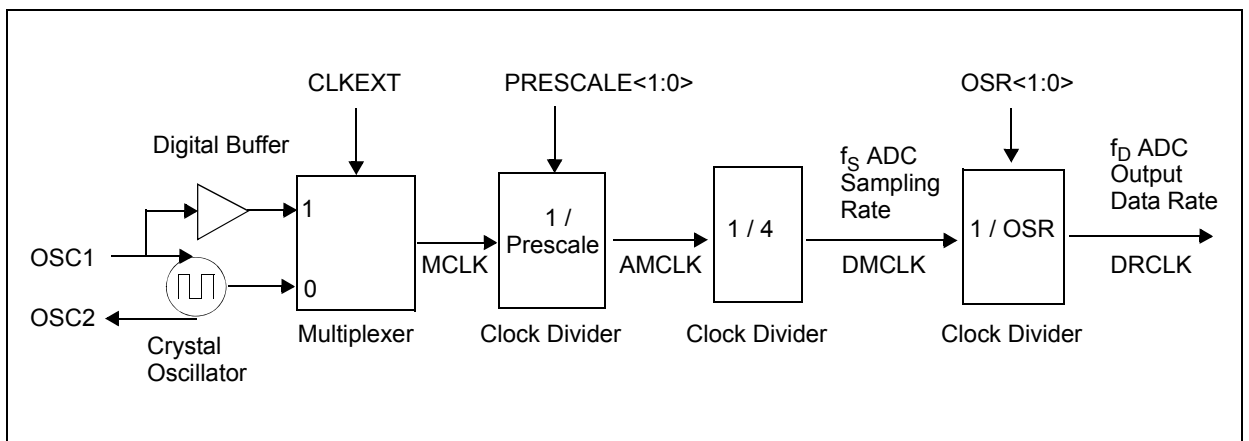 CLKEXT
PRESCALE<1:0>
OSR<1:0>
Digital Buffer
f_S ADC
Sampling
Rate
f_D ADC
Output
Data Rate
1
0
1 /
Prescale
1 / 4
1 / OSR
OSC1
OSC2
MCLK
AMCLK
DMCLK
DRCLK
Crystal
Oscillator
Multiplexer
Clock Divider
Clock Divider
Clock Divider